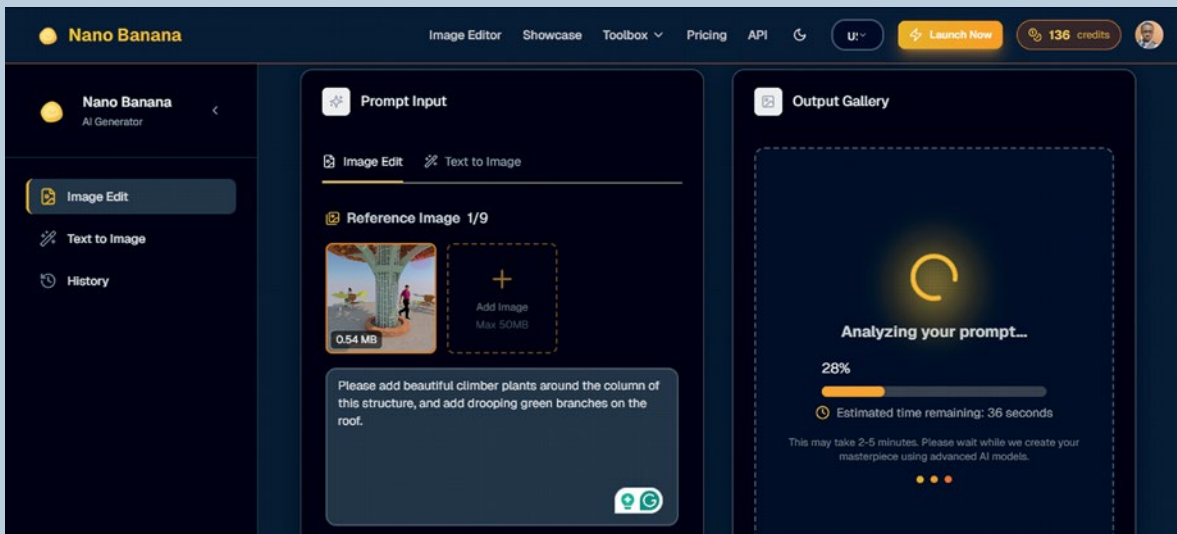 Nano Banana
Image Editor
Showcase
Toolbox
Pricing
API
Launch Now
136 credits
Nano Banana
AI Generator
Image Edit
Text to Image
History
Prompt Input
Image Edit
Text to Image
Reference Image 1/9
0.54 MB
Add Image
Max 50MB
Please add beautiful climber plants around the column of
this structure, and add drooping green branches on the
roof.
Output Gallery
Analyzing your prompt...
28%
Estimated time remaining: 36 seconds
This may take 2-5 minutes. Please wait while we create your
masterpiece using advanced AI models.